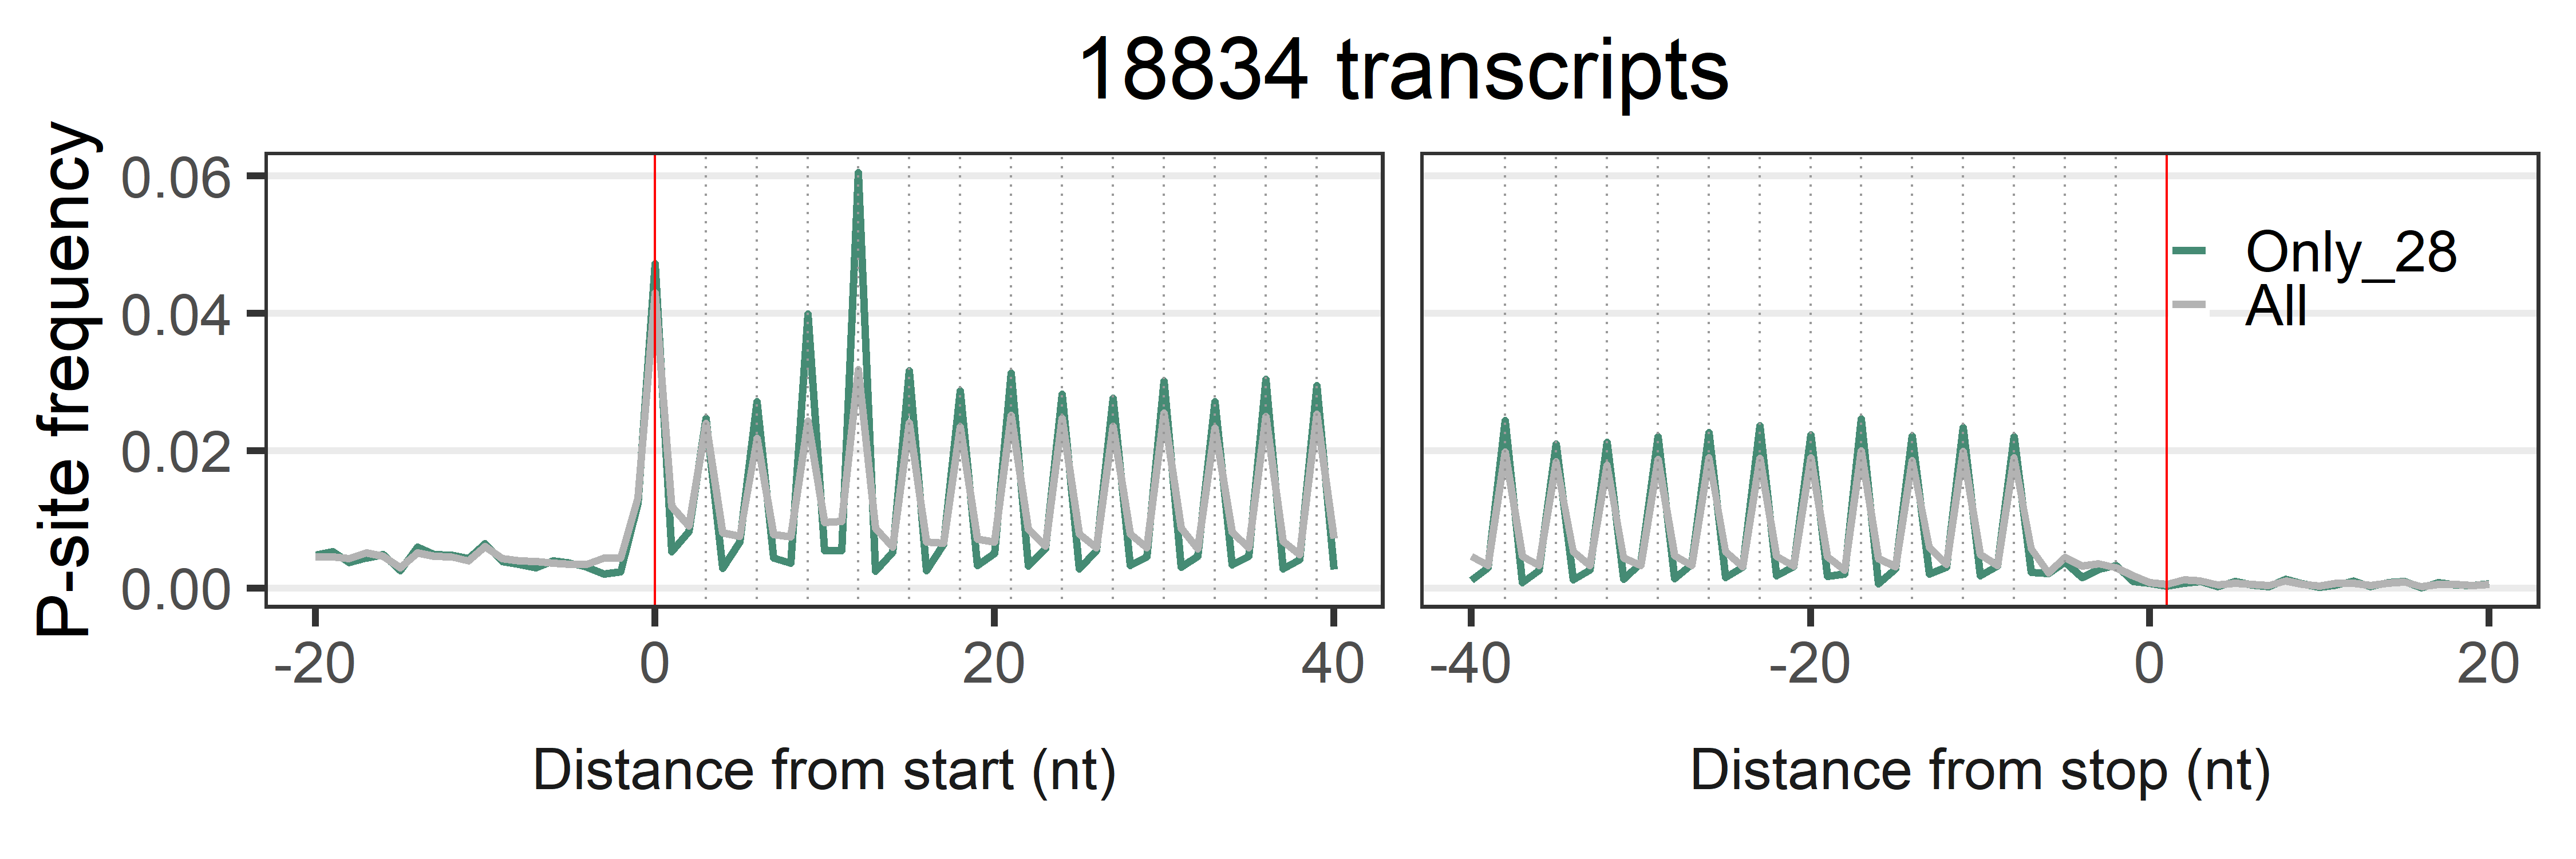 18834 transcripts
P-site frequency
0.06
0.04
0.02
0.00
Only_28
All
-20 0 20 40
-40 -20 0 20
Distance from start (nt)
Distance from stop (nt)